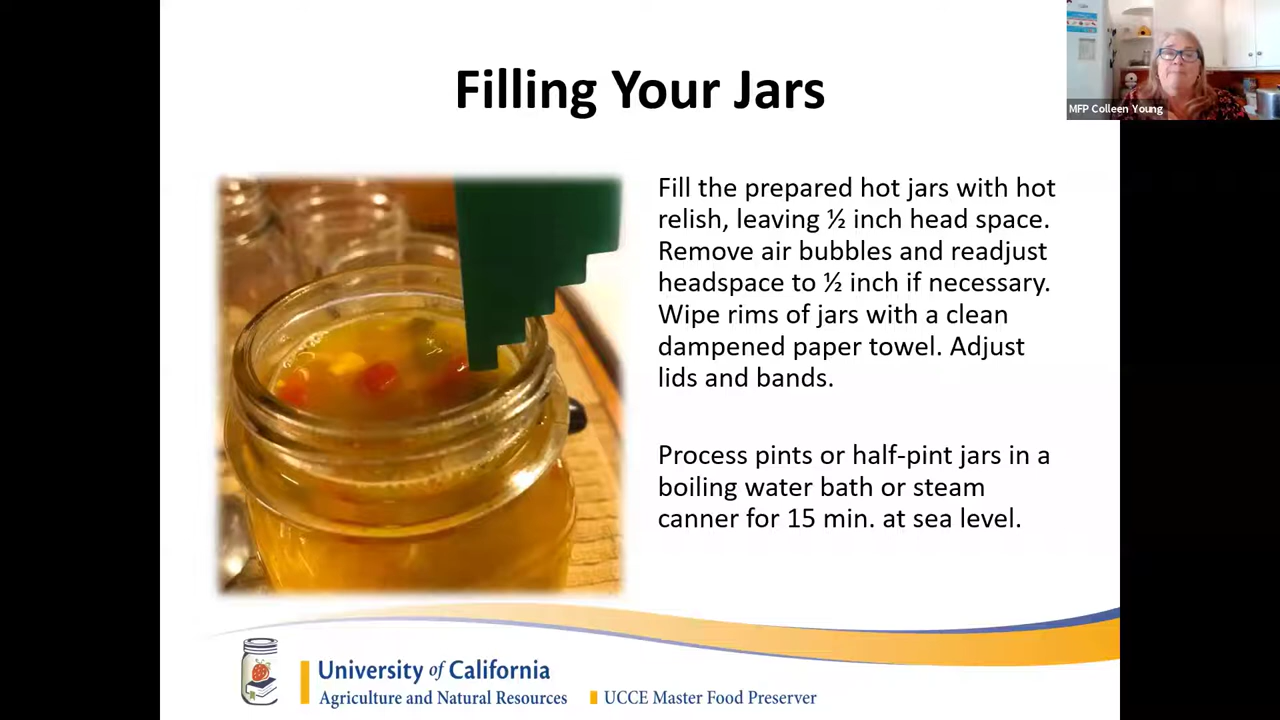 Filling Your Jars
MFP Colleen Young
Fill the prepared hot jars with hot
relish, leaving ½ inch head space.
Remove air bubbles and readjust
headspace to ½ inch if necessary.
Wipe rims of jars with a clean
dampened paper towel. Adjust
lids and bands.
Process pints or half-pint jars in a
boiling water bath or steam
canner for 15 min. at sea level.
University of California
Agriculture and Natural Resources
UCCE Master Food Preserver